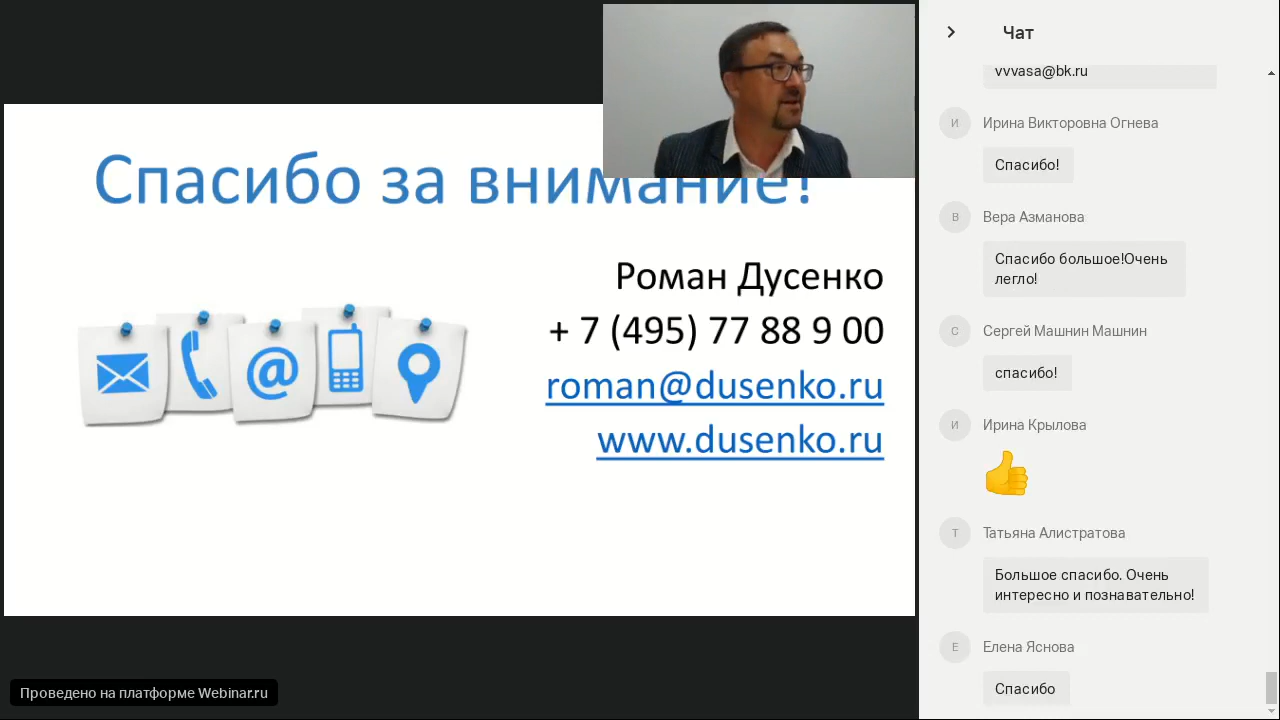 Спасибо за внимание!
Роман Дусенко
+ 7 (495) 77 88 9 00
roman@dusenko.ru
www.dusenko.ru
@
Проведено на платформе Webinar.ru
Чат
vvvasa@bk.ru
И
Ирина Викторовна Огнева
Спасибо!
В
Вера Азманова
Спасибо большое!Очень
легло!
С
Сергей Машнин Машнин
спасибо!
И
Ирина Крылова
Т
Татьяна Алистратова
Большое спасибо. Очень
интересно и познавательно!
Е
Елена Яснова
Спасибо